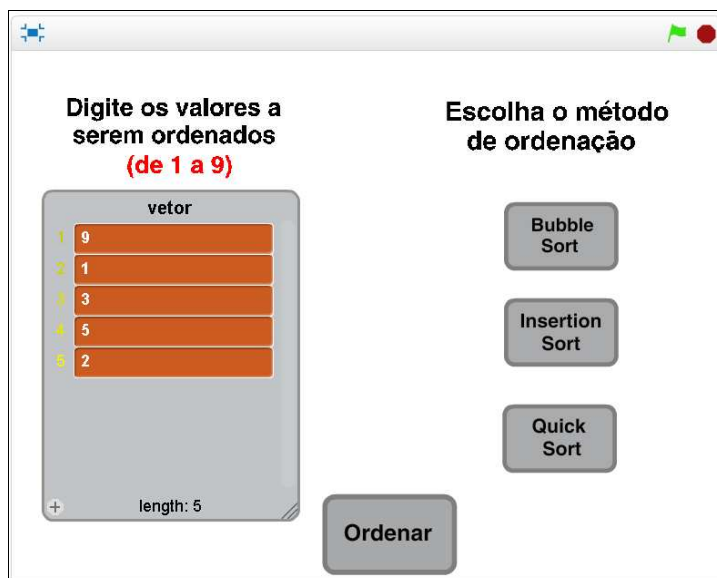 Digite os valores a
serem ordenados
(de 1 a 9)
vetor
1 9
2 1
3 3
4 5
5 2
+ length: 5
Escolha o método
de ordenação
Bubble
Sort
Insertion
Sort
Quick
Sort
Ordenar